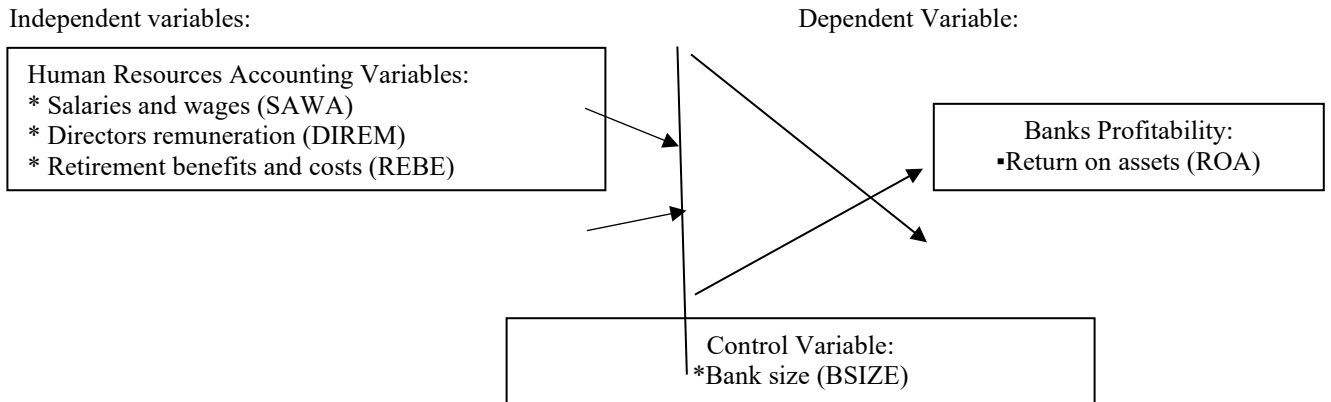 Independent variables:
Dependent Variable:
Human Resources Accounting Variables:
* Salaries and wages (SAWA)
* Directors remuneration (DIREM)
* Retirement benefits and costs (REBE)
Banks Profitability:
▪Return on assets (ROA)
Control Variable:
*Bank size (BSIZE)